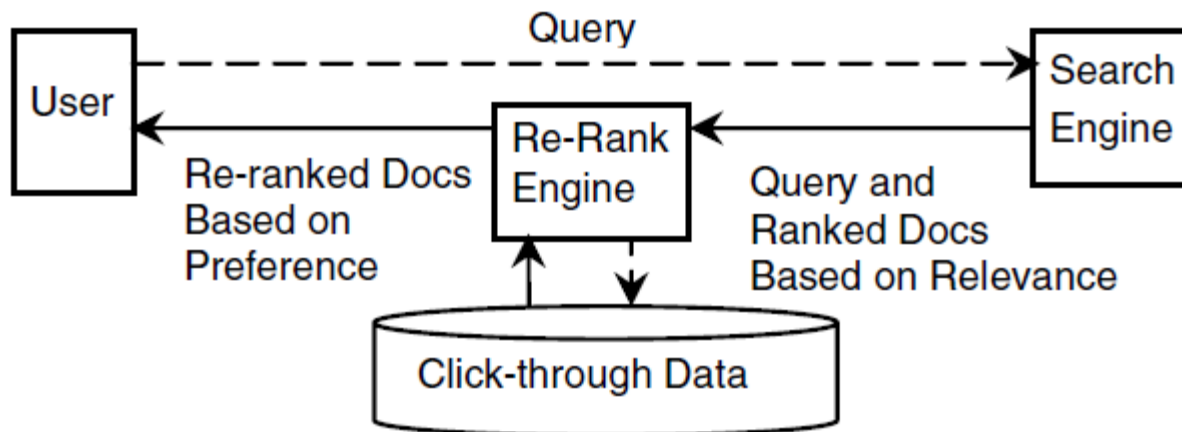 Query
User
Search
Engine
Re-Rank
Engine
Re-ranked Docs
Based on
Preference
Query and
Ranked Docs
Based on Relevance
Click-through Data